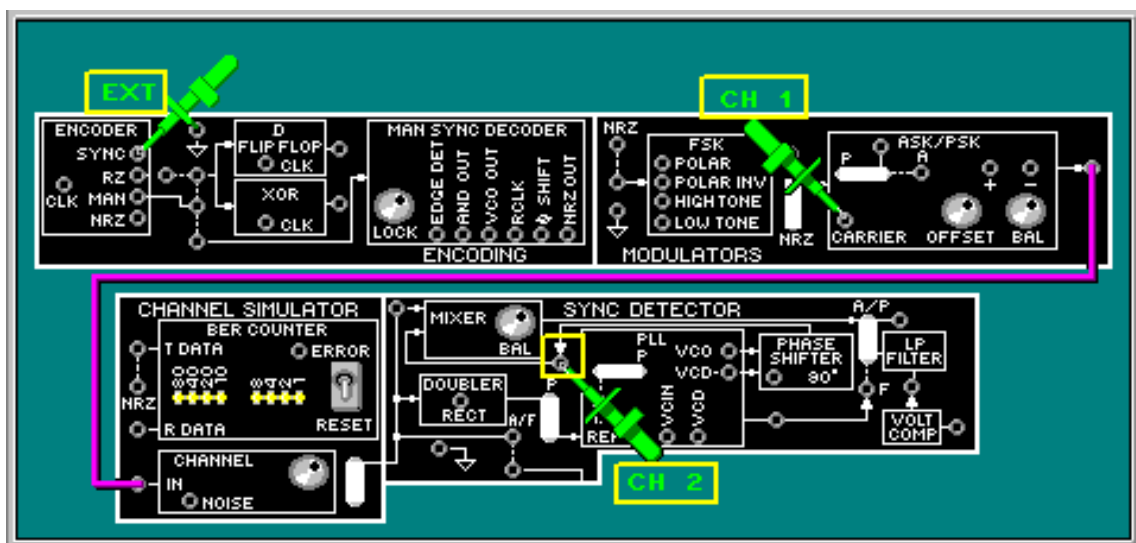 EXT
CH 1
ENCODER
SYNC
RZ
CLK MAN
NRZ
D
FLIP FLOP
CLK
XOR
CLK
MAN SYNC DECODER
LOCK
EDGE DET
AND OUT
VCO OUT
RCLK
Φ SHIFT
NRZ OUT
ENCODING
NRZ
FSK
POLAR
POLAR INV
HIGH TONE
LOW TONE
NRZ
MODULATORS
ASK/PSK
P
A
+
-
CARRIER
OFFSET
BAL
CHANNEL SIMULATOR
BER COUNTER
T DATA
ERROR
NRZ
R DATA
RESET
CHANNEL
IN
NOISE
SYNC DETECTOR
MIXER
BAL
DOUBLER
RECT
P
A/F
PLL
P
VCO
VCO-
VCIN
VCO
PHASE
SHIFTER
90°
A/P
LP
FILTER
F
VOLT
COMP
CH 2